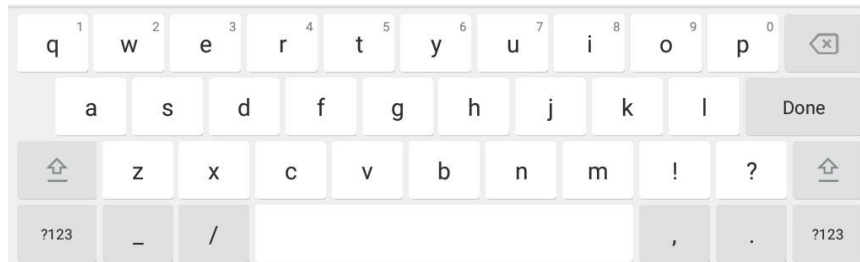 q 1 w 2 e 3 r 4 t 5 y 6 u 7 i 8 o 9 p 0
a s d f g h j k l Done
z x c v b n m ! ?
?123 _ / , . ?123